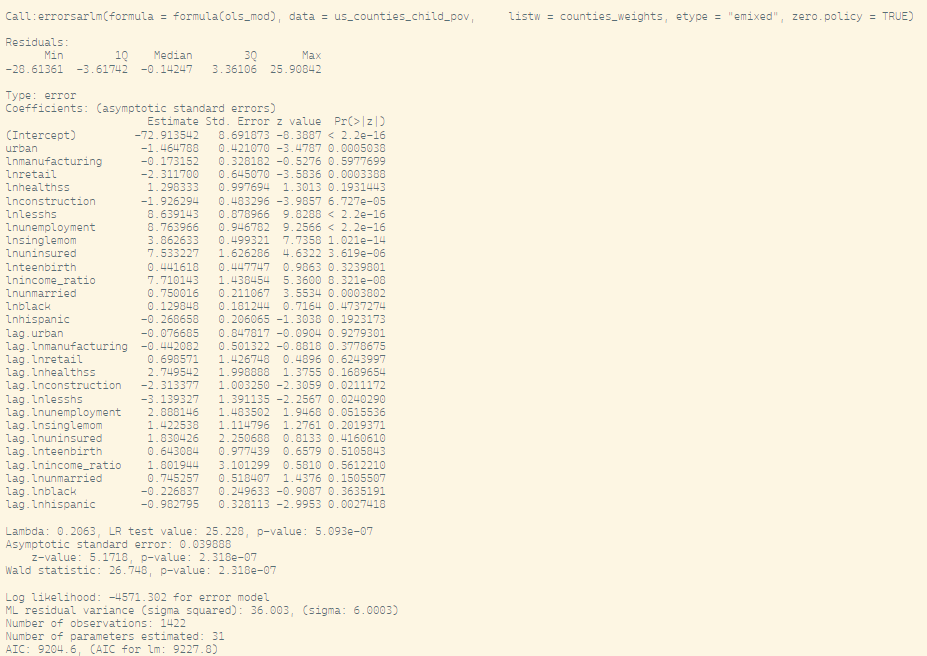 Call:errorsarlm(formula = formula(ols_mod), data = us_counties_child_pov,     listw = counties_weights, etype = "emixed", zero.policy = TRUE)
Residuals:
      Min        1Q    Median        3Q       Max
-28.61361  -3.61742  -0.14247   3.36106  25.90842
Type: error
Coefficients: (asymptotic standard errors)
                    Estimate Std. Error z value  Pr(>|z|)
(Intercept)       -72.913542   8.691873 -8.3887 < 2.2e-16
urban              -1.464788   0.421070 -3.4787 0.0005038
lnmanufacturing    -0.173152   0.328182 -0.5276 0.5977699
lnretail           -2.311700   0.645070 -3.5836 0.0003388
lnhealthss          1.298333   0.997694  1.3013 0.1931443
lnconstruction     -1.926294   0.483296 -3.9857 6.727e-05
lnlesshs            8.639143   0.878966  9.8288 < 2.2e-16
lnunemployment      8.763966   0.946782  9.2566 < 2.2e-16
lnsinglemom         3.862633   0.499321  7.7358 1.021e-14
lnuninsured         7.533227   1.626286  4.6322 3.619e-06
lnteenbirth         0.441618   0.447747  0.9863 0.3239801
lnincome_ratio      7.710143   1.438454  5.3600 8.321e-08
lnunmarried         0.750016   0.211067  3.5534 0.0003802
lnblack             0.129848   0.181244  0.7164 0.4737274
lnhispanic         -0.268658   0.206065 -1.3038 0.1923173
lag.urban          -0.076685   0.847817 -0.0904 0.9279301
lag.lnmanufacturing -0.442082   0.501322 -0.8818 0.3778675
lag.lnretail        0.698571   1.426748  0.4896 0.6243997
lag.lnhealthss      2.749542   1.998888  1.3755 0.1689654
lag.lnconstruction -2.313377   1.003250 -2.3059 0.0211172
lag.lnlesshs       -3.139327   1.391135 -2.2567 0.0240290
lag.lnunemployment  2.888146   1.483502  1.9468 0.0515536
lag.lnsinglemom     1.422538   1.114796  1.2761 0.2019371
lag.lnuninsured     1.830426   2.250688  0.8133 0.4160610
lag.lnteenbirth     0.643084   0.977439  0.6579 0.5105843
lag.lnincome_ratio  1.801944   3.101299  0.5810 0.5612210
lag.lnunmarried     0.745257   0.518407  1.4376 0.1505507
lag.lnblack        -0.226837   0.249633 -0.9087 0.3635191
lag.lnhispanic     -0.982795   0.328113 -2.9953 0.0027418
Lambda: 0.2063, LR test value: 25.228, p-value: 5.093e-07
Asymptotic standard error: 0.039888
    z-value: 5.1718, p-value: 2.318e-07
Wald statistic: 26.748, p-value: 2.318e-07
Log likelihood: -4571.302 for error model
ML residual variance (sigma squared): 36.003, (sigma: 6.0003)
Number of observations: 1422
Number of parameters estimated: 31
AIC: 9204.6, (AIC for lm: 9227.8)